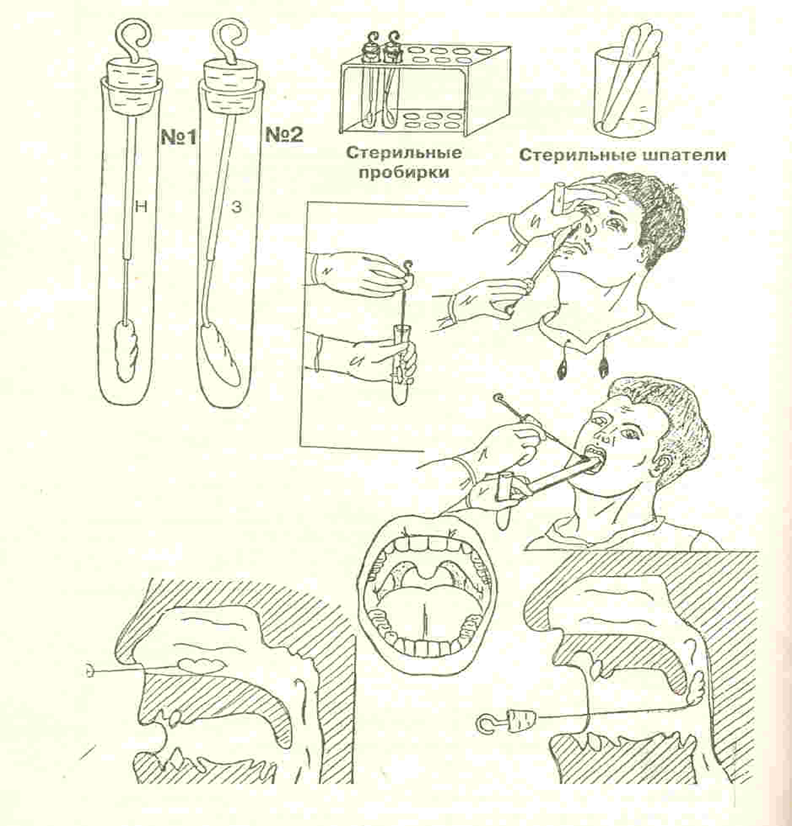 №1
№2
Н
З
Стерильные
пробирки
Стерильные шпатели